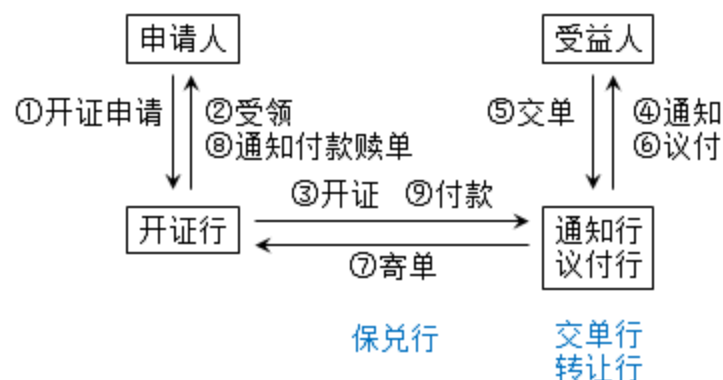 申请人
受益人
①开证申请
②受领
⑧通知付款赎单
⑤交单
④通知
⑥议付
③开证 ⑨付款
开证行
通知行
议付行
⑦寄单
保兑行
交单行
转让行